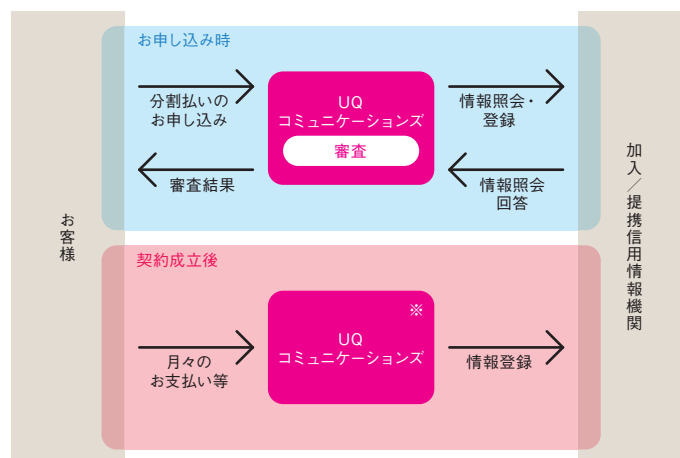 お申し込み時
分割払いの
お申し込み
UQ
コミュニケーションズ
審査
情報照会・
登録
審査結果
情報照会
回答
お客様
加入／提携信用情報機関
契約成立後
※
UQ
コミュニケーションズ
月々の
お支払い等
情報登録